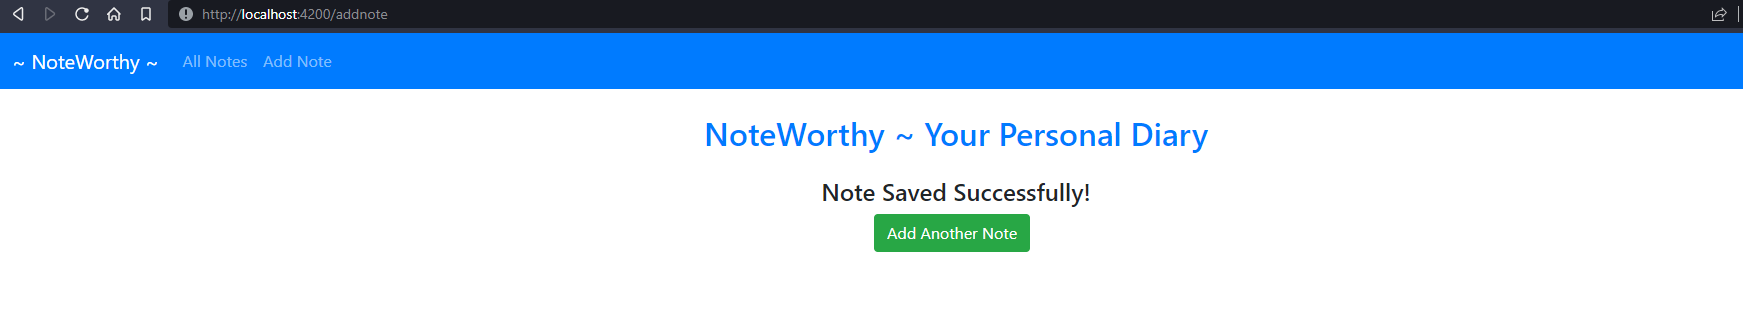 http://localhost:4200/addnote
~ NoteWorthy ~ All Notes Add Note
NoteWorthy ~ Your Personal Diary
Note Saved Successfully!
Add Another Note